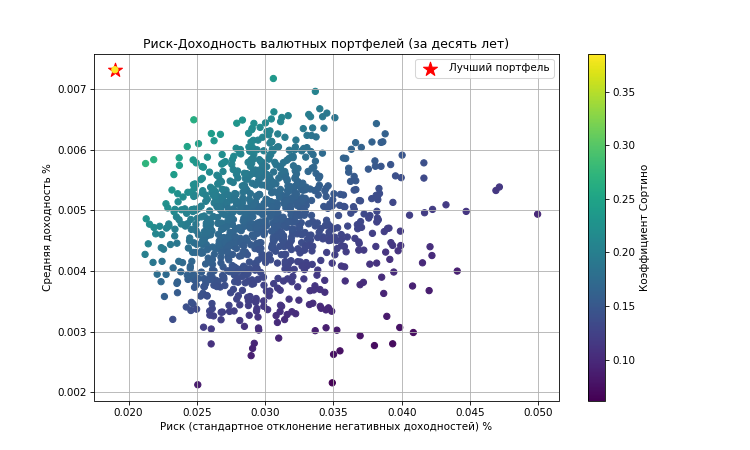 Риск-Доходность валютных портфелей (за десять лет)
Лучший портфель
Средняя доходность %
0.007
0.006
0.005
0.004
0.003
0.002
0.020 0.025 0.030 0.035 0.040 0.045 0.050
Риск (стандартное отклонение негативных доходностей) %
0.35
0.30
0.25
0.20
0.15
0.10
Коэффициент Сортино